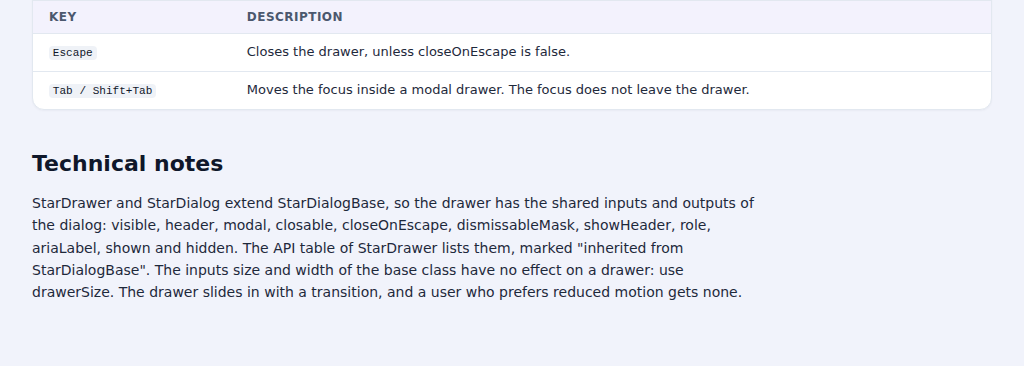 KEY DESCRIPTION
Escape Closes the drawer, unless closeOnEscape is false.
Tab / Shift+Tab Moves the focus inside a modal drawer. The focus does not leave the drawer.
Technical notes
StarDrawer and StarDialog extend StarDialogBase, so the drawer has the shared inputs and outputs of
the dialog: visible, header, modal, closable, closeOnEscape, dismissableMask, showHeader, role,
ariaLabel, shown and hidden. The API table of StarDrawer lists them, marked "inherited from
StarDialogBase". The inputs size and width of the base class have no effect on a drawer: use
drawerSize. The drawer slides in with a transition, and a user who prefers reduced motion gets none.